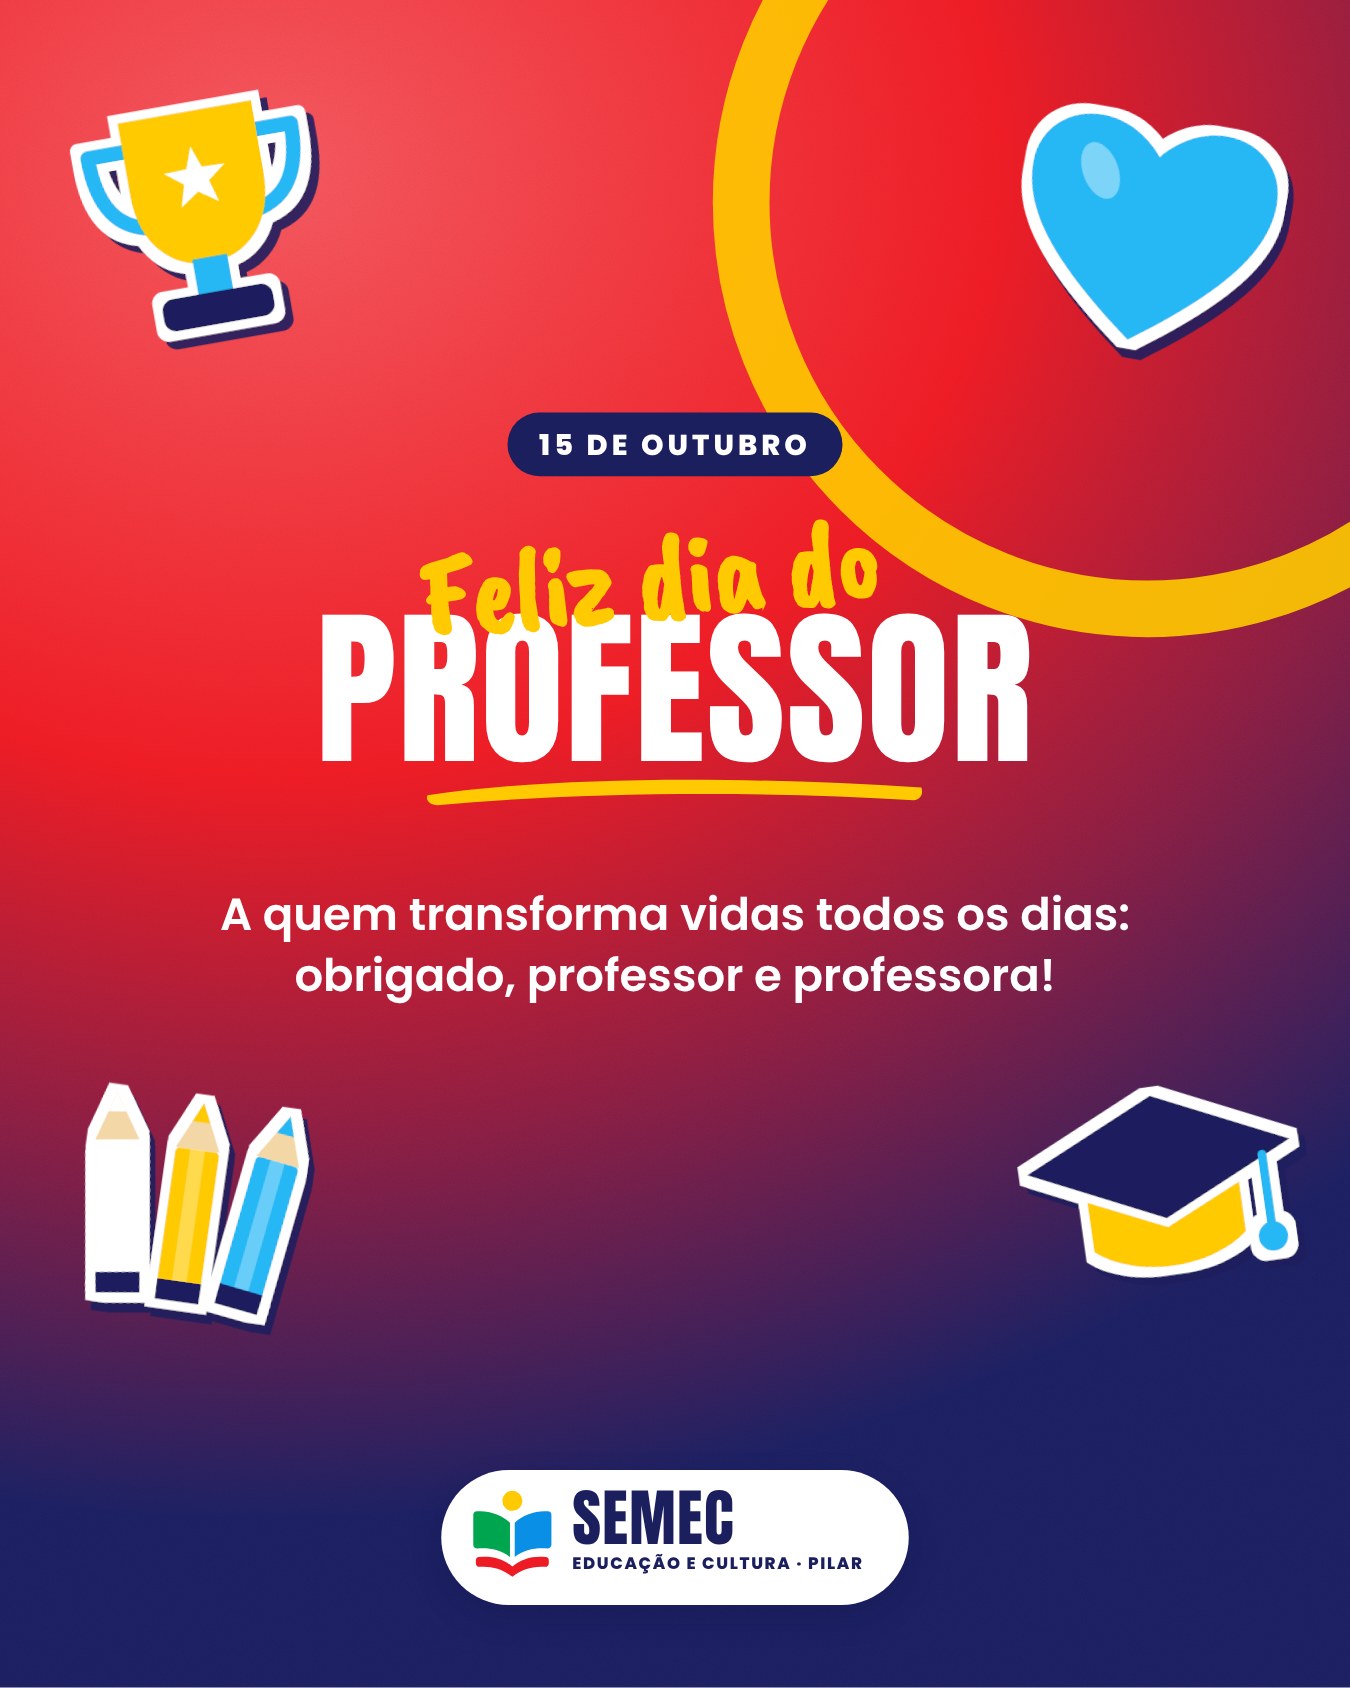 15 DE OUTUBRO
Feliz dia do
PROFESSOR
A quem transforma vidas todos os dias:
obrigado, professor e professora!
SEMEC
EDUCAÇÃO E CULTURA · PILAR